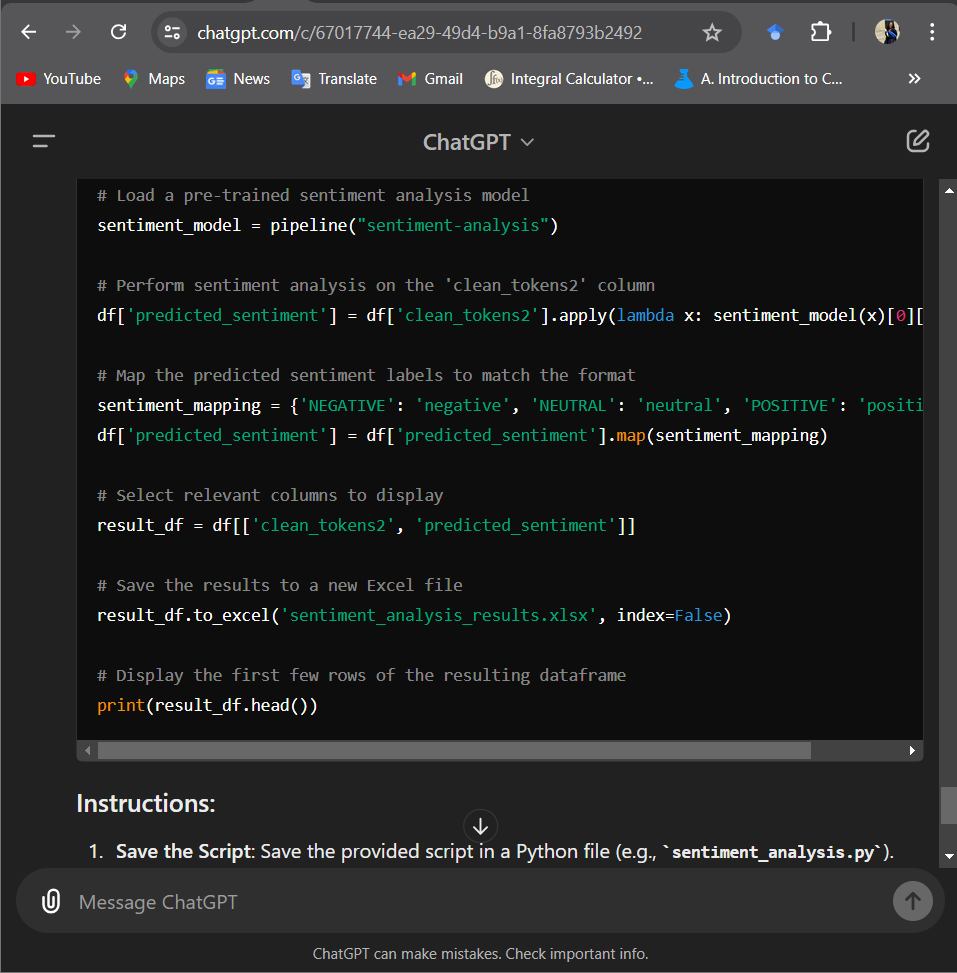 chatgpt.com/c/67017744-ea29-49d4-b9a1-8fa8793b2492
YouTube Maps News Translate Gmail Integral Calculator •... A. Introduction to C...
ChatGPT
# Load a pre-trained sentiment analysis model
sentiment_model = pipeline("sentiment-analysis")
# Perform sentiment analysis on the 'clean_tokens2' column
df['predicted_sentiment'] = df['clean_tokens2'].apply(lambda x: sentiment_model(x)[0][
# Map the predicted sentiment labels to match the format
sentiment_mapping = {'NEGATIVE': 'negative', 'NEUTRAL': 'neutral', 'POSITIVE': 'positi
df['predicted_sentiment'] = df['predicted_sentiment'].map(sentiment_mapping)
# Select relevant columns to display
result_df = df[['clean_tokens2', 'predicted_sentiment']]
# Save the results to a new Excel file
result_df.to_excel('sentiment_analysis_results.xlsx', index=False)
# Display the first few rows of the resulting dataframe
print(result_df.head())
Instructions:
1. Save the Script: Save the provided script in a Python file (e.g., `sentiment_analysis.py`).
Message ChatGPT
ChatGPT can make mistakes. Check important info.